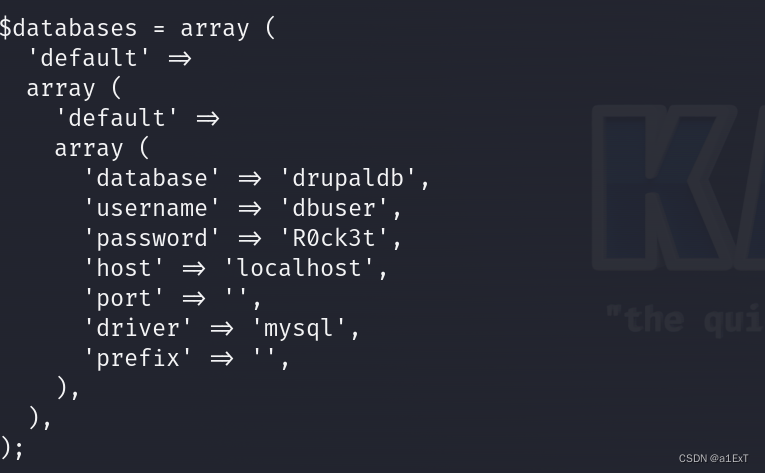 $databases = array (
  'default' =>
  array (
    'default' =>
    array (
      'database' => 'drupaldb',
      'username' => 'dbuser',
      'password' => 'R0ck3t',
      'host' => 'localhost',
      'port' => '',
      'driver' => 'mysql',
      'prefix' => '',
    ),
  ),
);
"the qui
CSDN @a1ExT